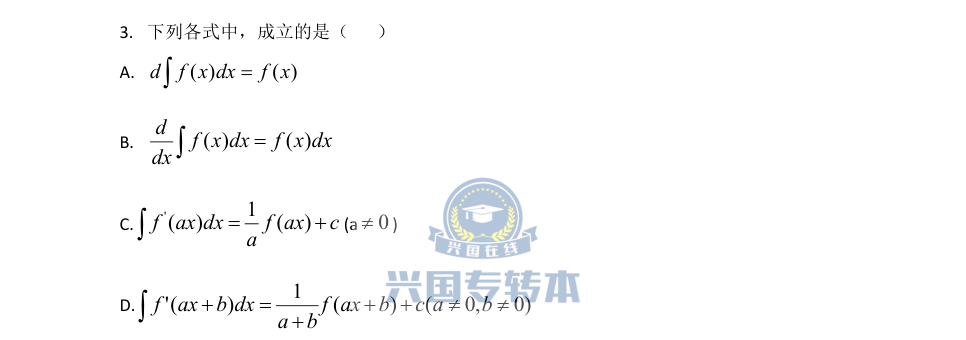 3. 下列各式中，成立的是（ ）
A. d∫f(x)dx = f(x)
B. d/dx ∫f(x)dx = f(x)dx
C. ∫f'(ax)dx = 1/a f(ax)+c (a≠0)
兴国在线
兴国专转本
D. ∫f'(ax+b)dx = 1/(a+b) f(ax+b)+c(a≠0,b≠0)